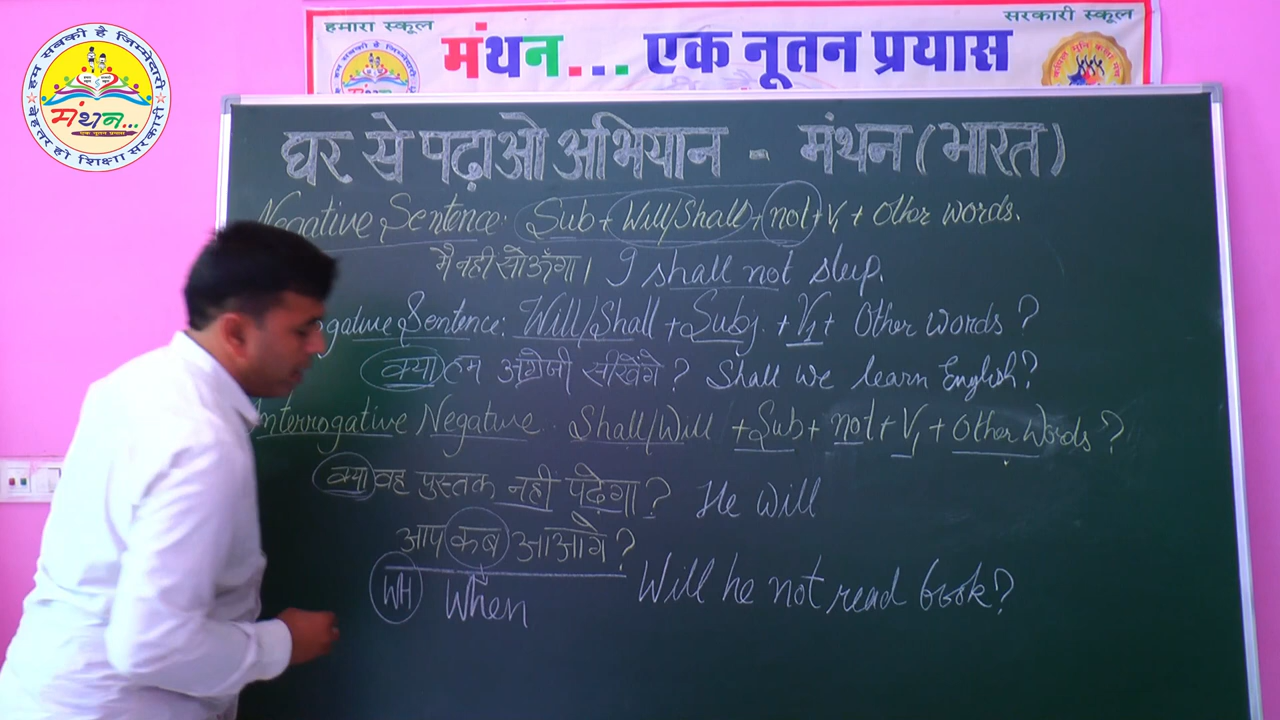 हम सबकी है जिम्मेदारी
मंथन...
एक नूतन प्रयास
बेहतर हो शिक्षा सरकारी
हमारा स्कूल
सरकारी स्कूल
मंथन... एक नूतन प्रयास
घर से पढ़ाओ अभियान - मंथन (भारत)
Negative Sentence: Sub + Will/Shall + not + V1 + Other words.
मै नही सोऊँगा। I shall not sleep.
gative Sentence: Will/Shall + Subj. + V1 + Other words?
क्या हम अंग्रेजी सीखेंगे? Shall we learn English?
Interrogative Negative. Shall/Will + Sub + not + V1 + Other Words?
क्या वह पुस्तक नही पढ़ेगा? He will
आप कब आओगे?
WH When Will he not read book?